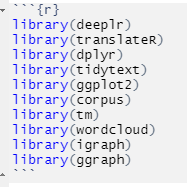 ```{r}
library(deeplr)
library(translateR)
library(dplyr)
library(tidytext)
library(ggplot2)
library(corpus)
library(tm)
library(wordcloud)
library(igraph)
library(ggraph)
```